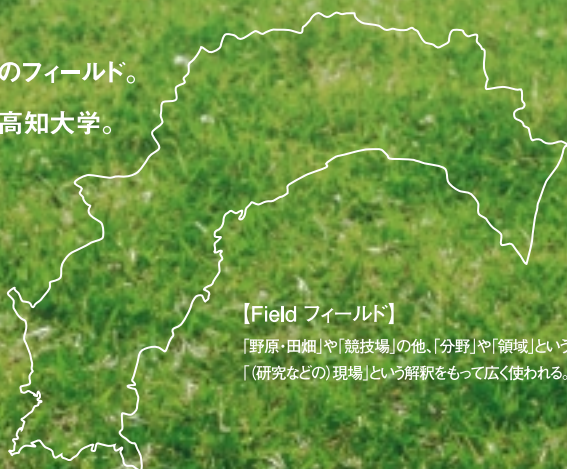 のフィールド。
高知大学。
【Field フィールド】
「野原・田畑」や「競技場」の他、「分野」や「領域」という
「(研究などの)現場」という解釈をもって広く使われる。